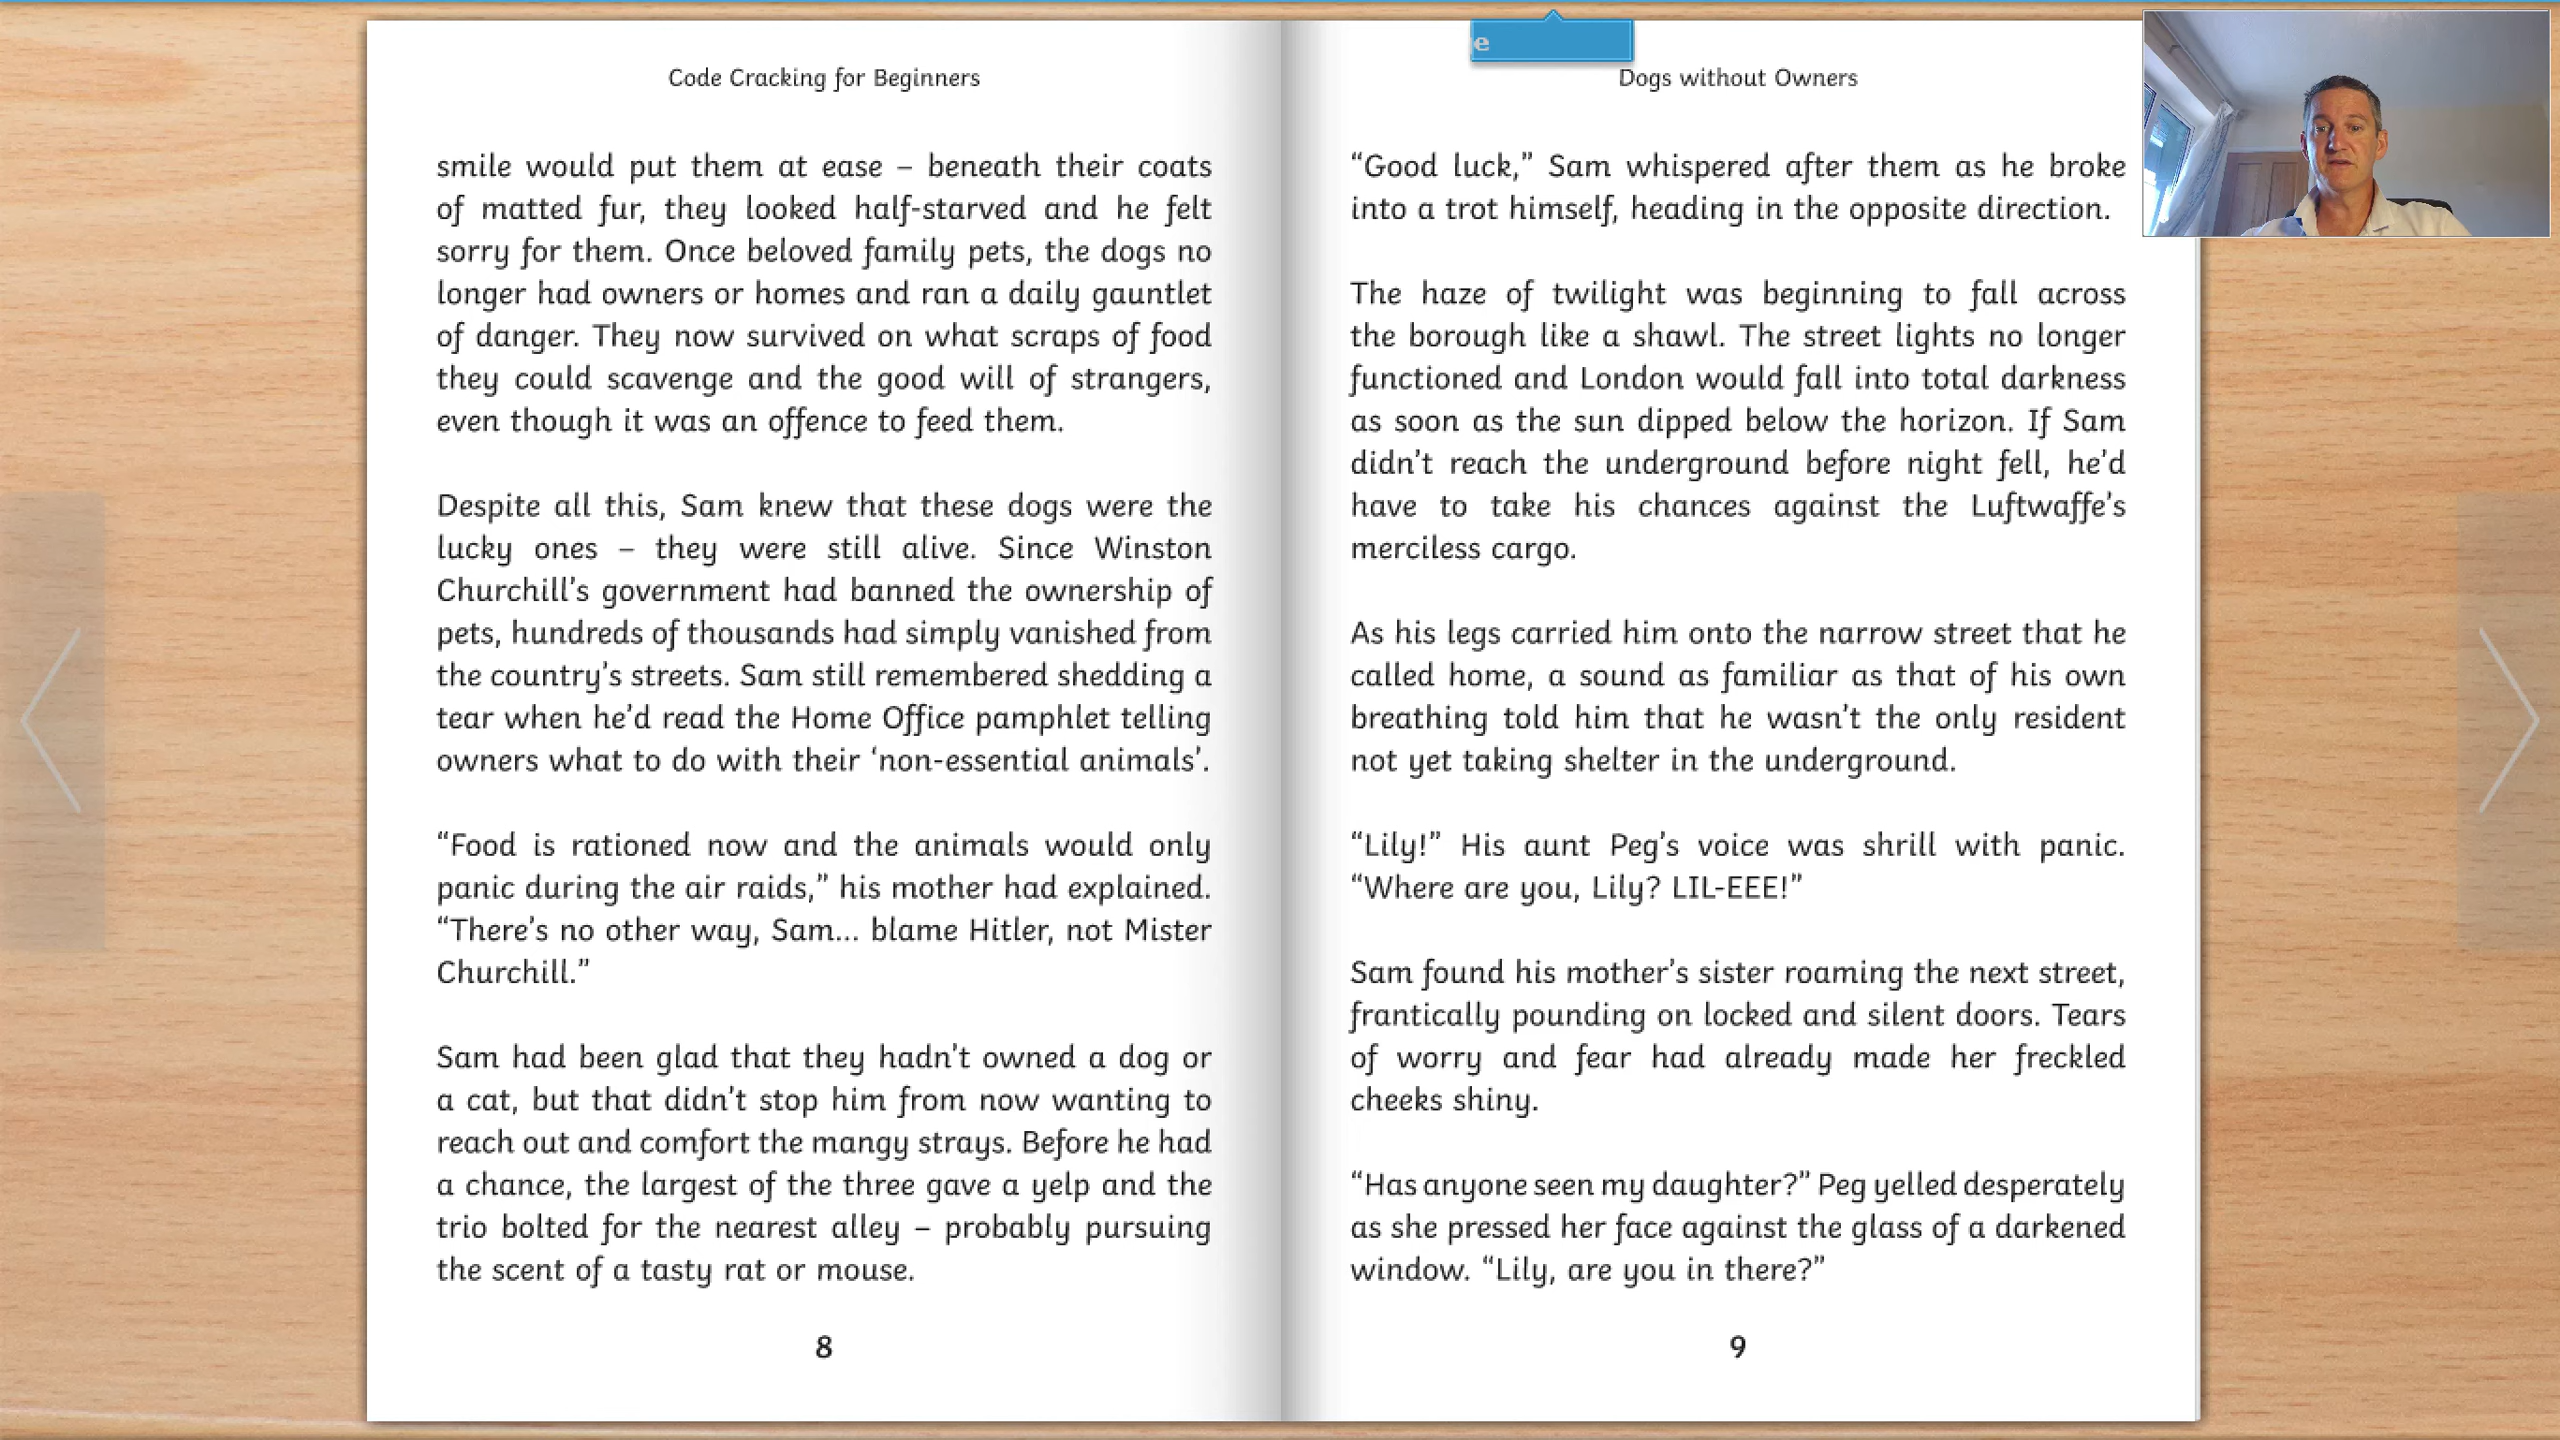 e
Code Cracking for Beginners
smile would put them at ease – beneath their coats
of matted fur, they looked half-starved and he felt
sorry for them. Once beloved family pets, the dogs no
longer had owners or homes and ran a daily gauntlet
of danger. They now survived on what scraps of food
they could scavenge and the good will of strangers,
even though it was an offence to feed them.
Despite all this, Sam knew that these dogs were the
lucky ones – they were still alive. Since Winston
Churchill’s government had banned the ownership of
pets, hundreds of thousands had simply vanished from
the country’s streets. Sam still remembered shedding a
tear when he’d read the Home Office pamphlet telling
owners what to do with their ‘non-essential animals’.
“Food is rationed now and the animals would only
panic during the air raids,” his mother had explained.
“There’s no other way, Sam... blame Hitler, not Mister
Churchill.”
Sam had been glad that they hadn’t owned a dog or
a cat, but that didn’t stop him from now wanting to
reach out and comfort the mangy strays. Before he had
a chance, the largest of the three gave a yelp and the
trio bolted for the nearest alley – probably pursuing
the scent of a tasty rat or mouse.
8
Dogs without Owners
“Good luck,” Sam whispered after them as he broke
into a trot himself, heading in the opposite direction.
The haze of twilight was beginning to fall across
the borough like a shawl. The street lights no longer
functioned and London would fall into total darkness
as soon as the sun dipped below the horizon. If Sam
didn’t reach the underground before night fell, he’d
have to take his chances against the Luftwaffe’s
merciless cargo.
As his legs carried him onto the narrow street that he
called home, a sound as familiar as that of his own
breathing told him that he wasn’t the only resident
not yet taking shelter in the underground.
“Lily!” His aunt Peg’s voice was shrill with panic.
“Where are you, Lily? LIL-EEE!”
Sam found his mother’s sister roaming the next street,
frantically pounding on locked and silent doors. Tears
of worry and fear had already made her freckled
cheeks shiny.
“Has anyone seen my daughter?” Peg yelled desperately
as she pressed her face against the glass of a darkened
window. “Lily, are you in there?”
9